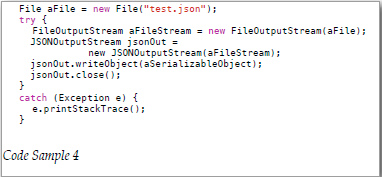 File aFile = new File("test.json");
try {
FileOutputStream aFileStream = new FileOutputStream(aFile);
JSONOutputStream jsonOut =
new JSONOutputStream(aFileStream);
jsonOut.writeObject(aSerializableObject);
jsonOut.close();
}
catch (Exception e) {
e.printStackTrace();
}
Code Sample 4